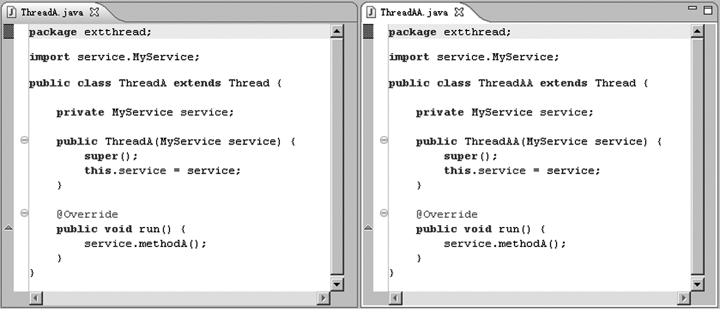 ThreadA.java
package extthread;
import service.MyService;
public class ThreadA extends Thread {
private MyService service;
public ThreadA(MyService service) {
super();
this.service = service;
}
@Override
public void run() {
service.methodA();
}
}
ThreadAA.java
package extthread;
import service.MyService;
public class ThreadAA extends Thread {
private MyService service;
public ThreadAA(MyService service) {
super();
this.service = service;
}
@Override
public void run() {
service.methodA();
}
}